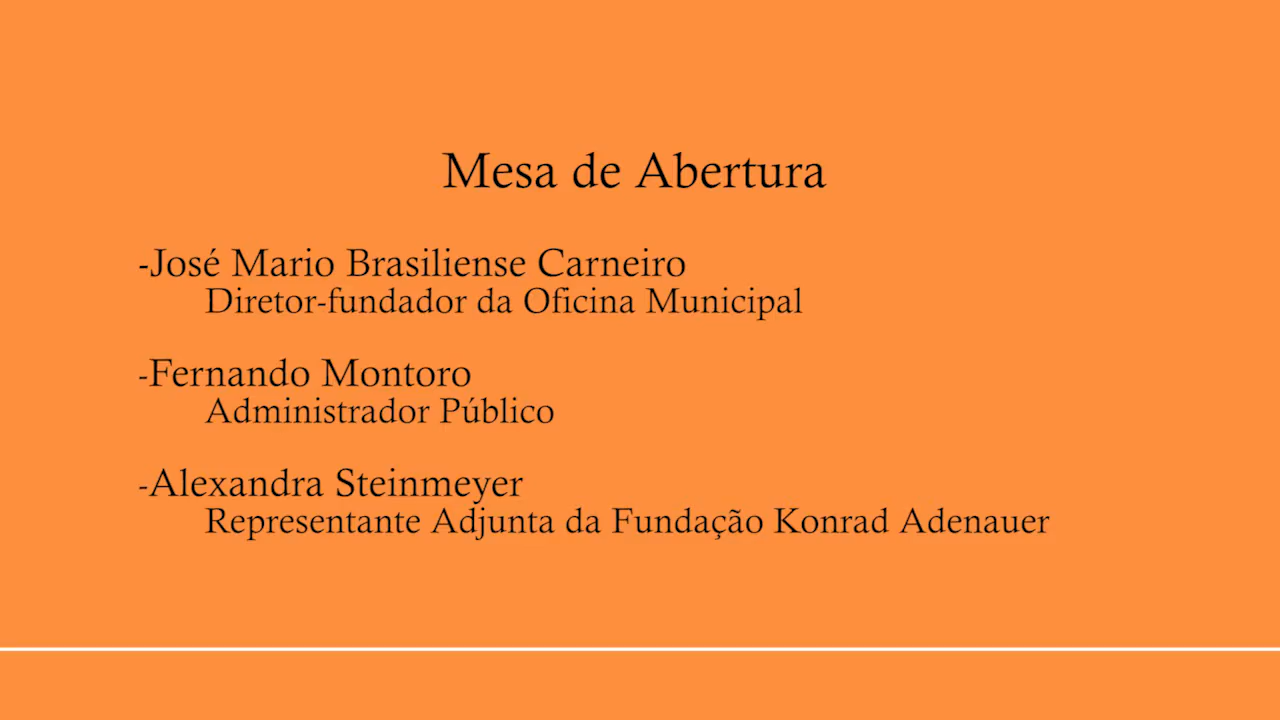 Mesa de Abertura
-José Mario Brasiliense Carneiro
Diretor-fundador da Oficina Municipal
-Fernando Montoro
Administrador Público
-Alexandra Steinmeyer
Representante Adjunta da Fundação Konrad Adenauer